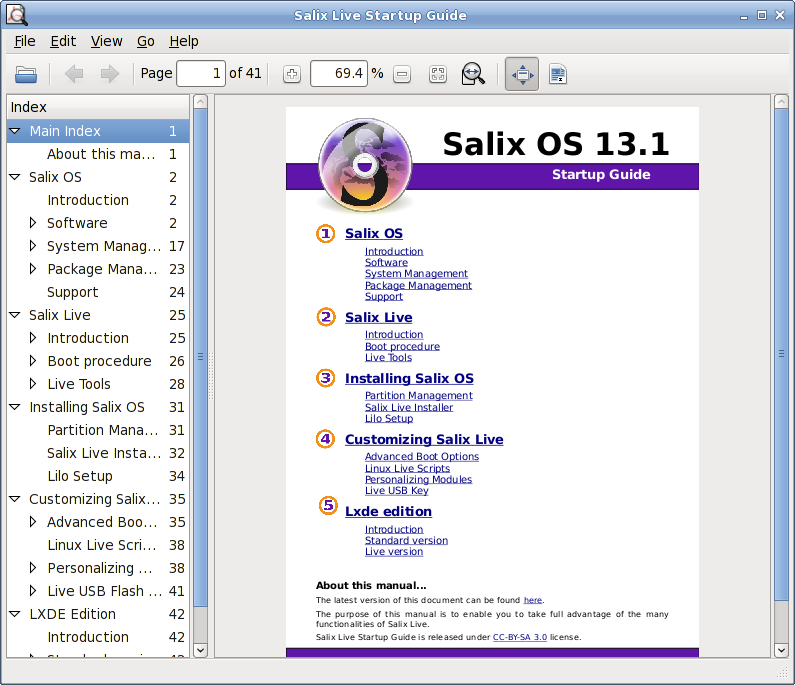 Salix Live Startup Guide
File Edit View Go Help
Page 1 of 41 69.4 %
Index
Main Index 1
About this ma... 1
Salix OS 2
Introduction 2
Software 2
System Manag... 17
Package Mana... 23
Support 24
Salix Live 25
Introduction 25
Boot procedure 26
Live Tools 28
Installing Salix OS 31
Partition Mana... 31
Salix Live Insta... 32
Lilo Setup 34
Customizing Salix... 35
Advanced Boo... 35
Linux Live Scri... 38
Personalizing ... 38
Live USB Flash ... 41
LXDE Edition 42
Introduction 42
Salix OS 13.1
Startup Guide
1 Salix OS
Introduction
Software
System Management
Package Management
Support
2 Salix Live
Introduction
Boot procedure
Live Tools
3 Installing Salix OS
Partition Management
Salix Live Installer
Lilo Setup
4 Customizing Salix Live
Advanced Boot Options
Linux Live Scripts
Personalizing Modules
Live USB Key
5 Lxde edition
Introduction
Standard version
Live version
About this manual...
The latest version of this document can be found here.
The purpose of this manual is to enable you to take full advantage of the many
functionalities of Salix Live.
Salix Live Startup Guide is released under CC-BY-SA 3.0 license.